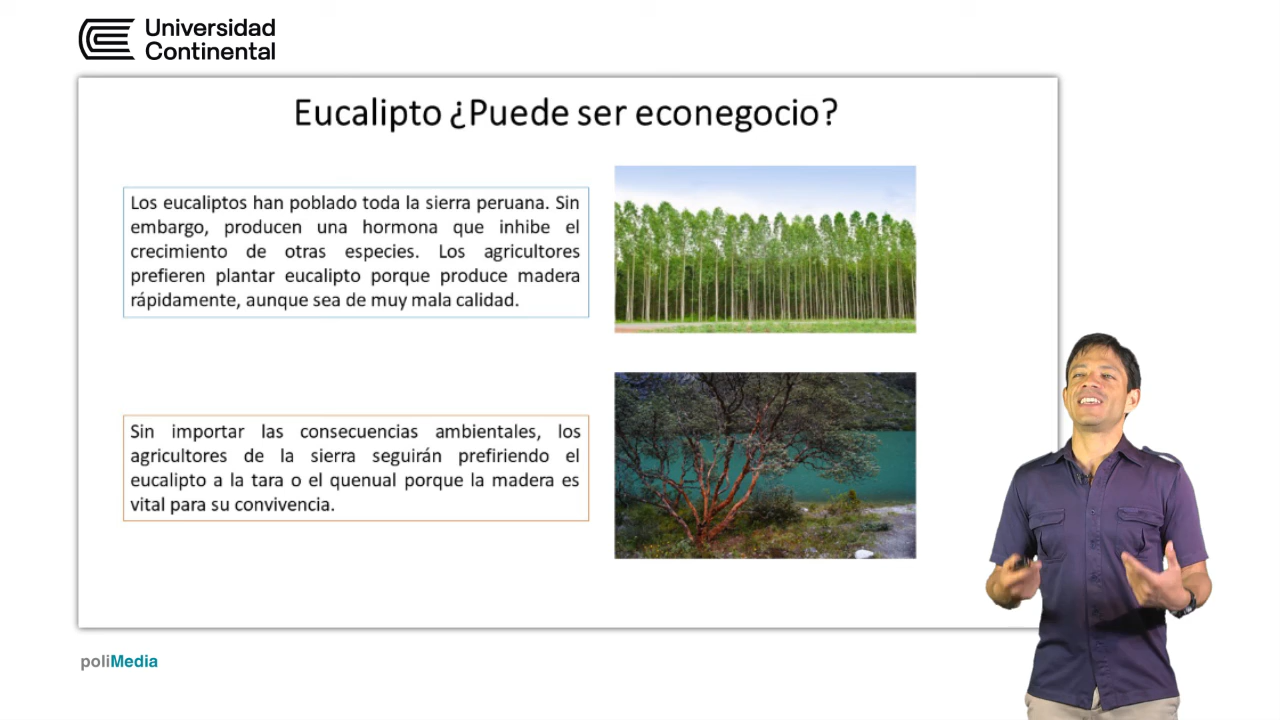 Universidad
Continental
Eucalipto ¿Puede ser econegocio?
Los eucaliptos han poblado toda la sierra peruana. Sin
embargo, producen una hormona que inhibe el
crecimiento de otras especies. Los agricultores
prefieren plantar eucalipto porque produce madera
rápidamente, aunque sea de muy mala calidad.
Sin importar las consecuencias ambientales, los
agricultores de la sierra seguirán prefiriendo el
eucalipto a la tara o el quenual porque la madera es
vital para su convivencia.
poliMedia